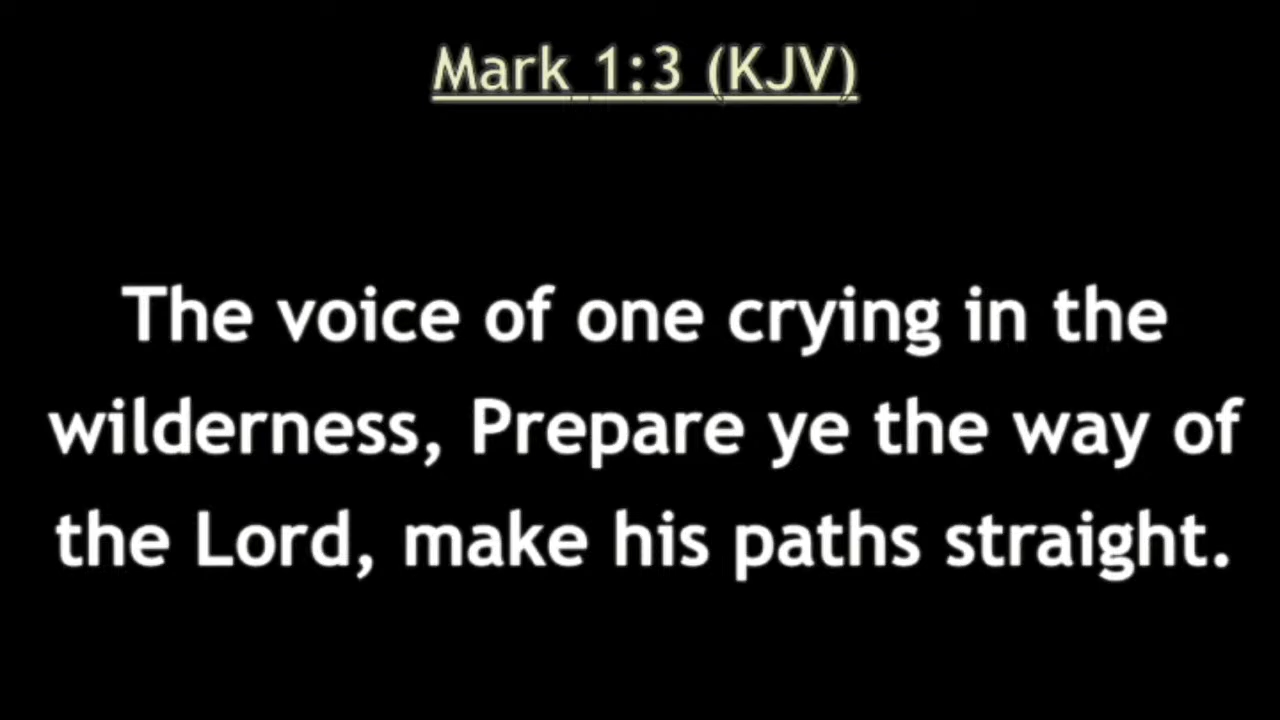 Mark 1:3 (KJV)
The voice of one crying in the
wilderness, Prepare ye the way of
the Lord, make his paths straight.